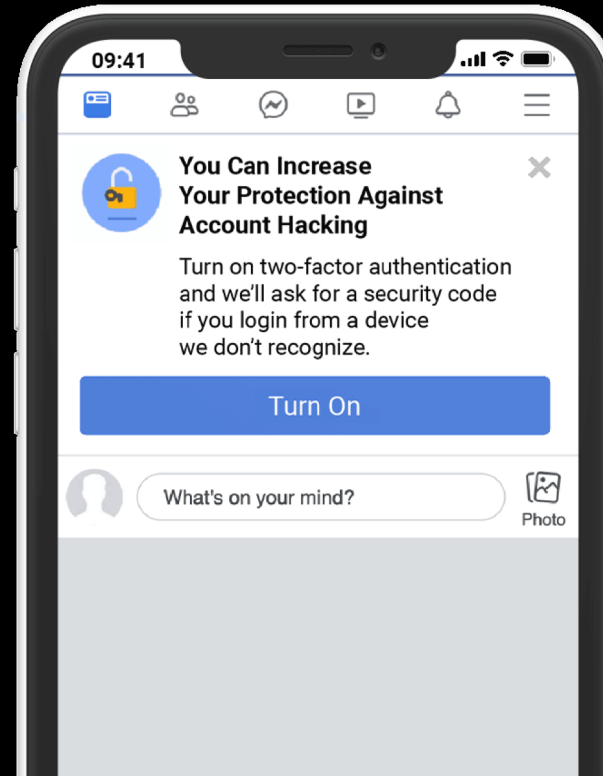 09:41
You Can Increase
Your Protection Against
Account Hacking
Turn on two-factor authentication
and we'll ask for a security code
if you login from a device
we don't recognize.
Turn On
What's on your mind?
Photo